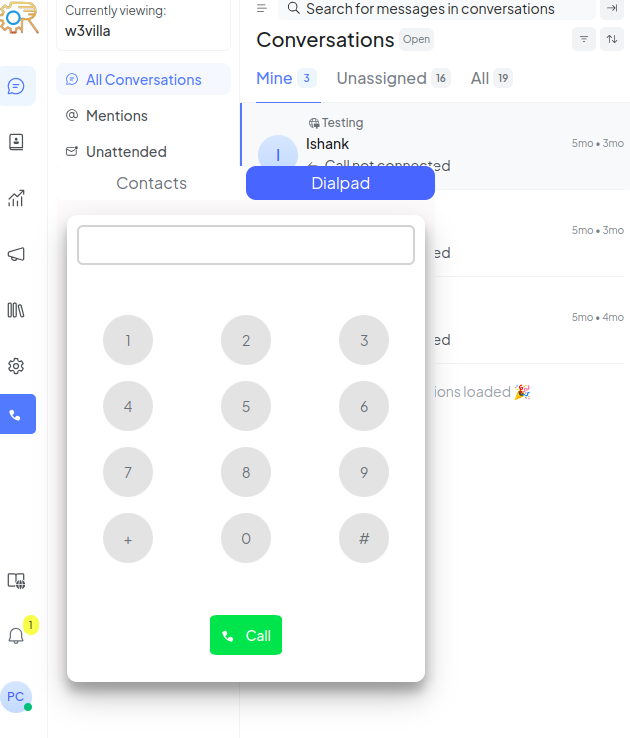 Currently viewing:
w3villa
All Conversations
Mentions
Unattended
Search for messages in conversations
Conversations
Open
Mine 3 Unassigned 16 All 19
Testing
Ishank
5mo • 3mo
I
Call not connected
Contacts
Dialpad
5mo • 3mo
ed
5mo • 4mo
ed
ions loaded 🎉
1 2 3
4 5 6
7 8 9
+ 0 #
Call
1
PC